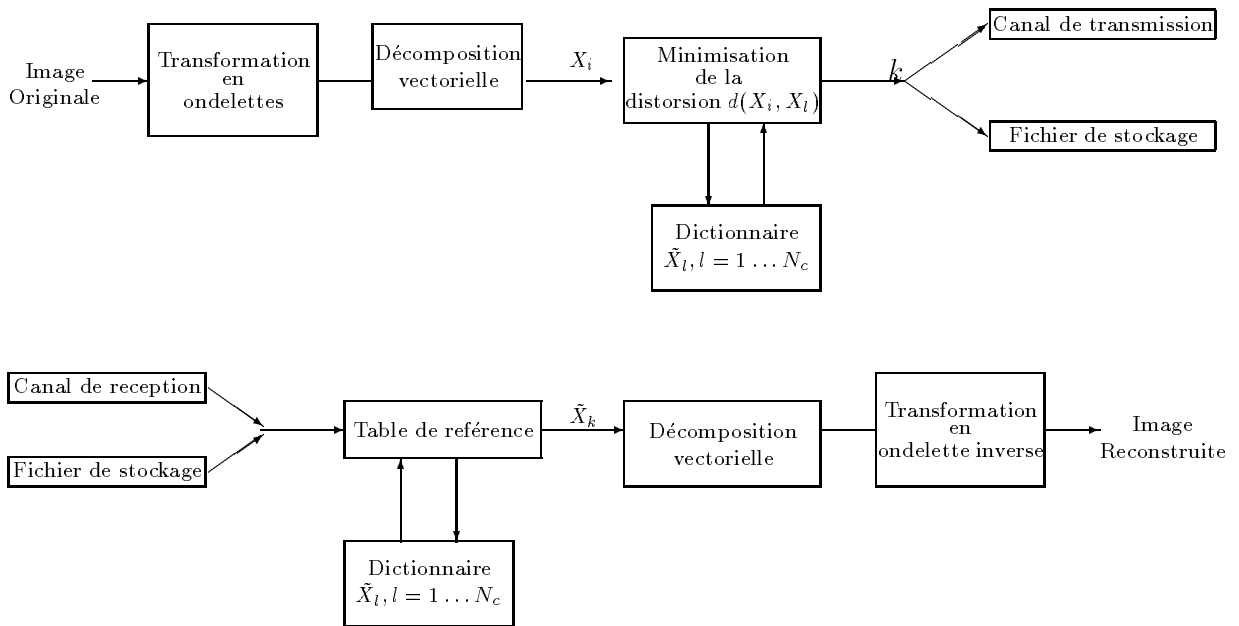 Image
Originale
Transformation
en
ondelettes
Décomposition
vectorielle
X_i
Minimisation
de la
distorsion d(X_i, X_l)
k
Canal de transmission
Fichier de stockage
Dictionnaire
X̃_l, l = 1 ... N_c
Canal de reception
Fichier de stockage
Table de reférence
X̃_k
Décomposition
vectorielle
Transformation
en
ondelette inverse
Image
Reconstruite
Dictionnaire
X̃_l, l = 1 ... N_c